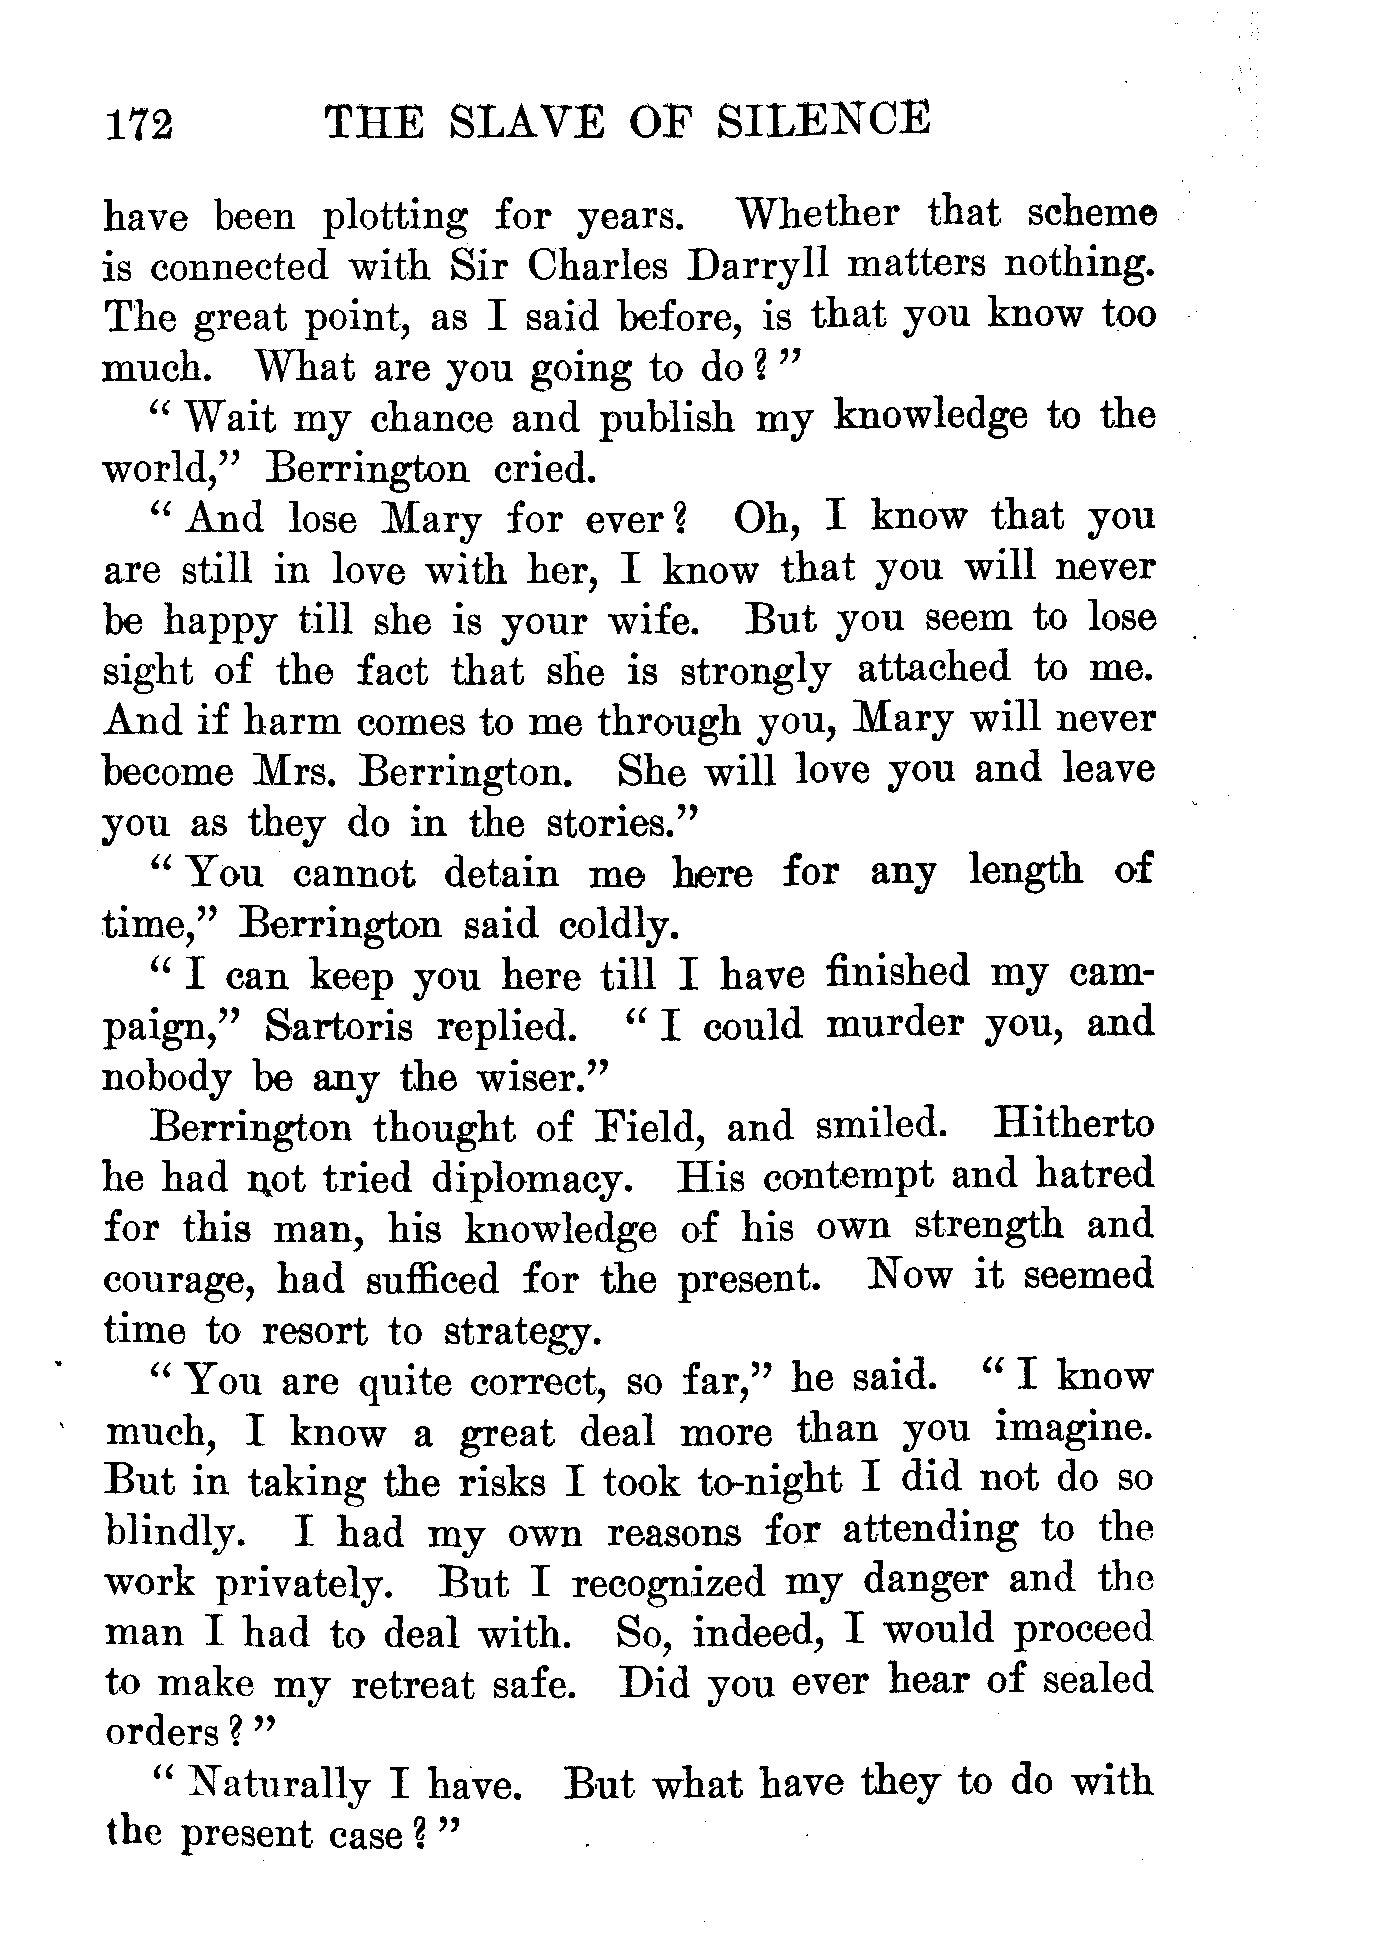 172 THE SLAVE OF SILENCE
have been plotting for years. Whether that scheme
is connected with Sir Charles Darryll matters nothing.
The great point, as I said before, is that you know too
much. What are you going to do?"
"Wait my chance and publish my knowledge to the
world," Berrington cried.
"And lose Mary for ever? Oh, I know that you
are still in love with her, I know that you will never
be happy till she is your wife. But you seem to lose
sight of the fact that she is strongly attached to me.
And if harm comes to me through you, Mary will never
become Mrs. Berrington. She will love you and leave
you as they do in the stories."
"You cannot detain me here for any length of
time," Berrington said coldly.
"I can keep you here till I have finished my cam-
paign," Sartoris replied. "I could murder you, and
nobody be any the wiser."
Berrington thought of Field, and smiled. Hitherto
he had not tried diplomacy. His contempt and hatred
for this man, his knowledge of his own strength and
courage, had sufficed for the present. Now it seemed
time to resort to strategy.
"You are quite correct, so far," he said. "I know
much, I know a great deal more than you imagine.
But in taking the risks I took to-night I did not do so
blindly. I had my own reasons for attending to the
work privately. But I recognized my danger and the
man I had to deal with. So, indeed, I would proceed
to make my retreat safe. Did you ever hear of sealed
orders?"
"Naturally I have. But what have they to do with
the present case?"